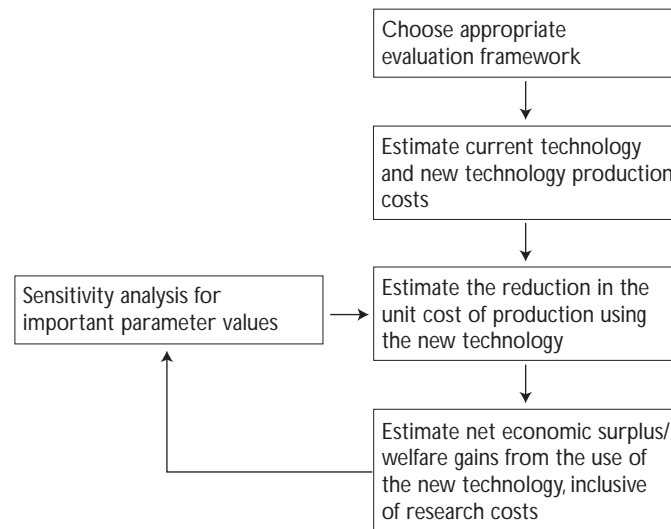 Choose appropriate
evaluation framework
Estimate current technology
and new technology production
costs
Sensitivity analysis for
important parameter values
Estimate the reduction in the
unit cost of production using
the new technology
Estimate net economic surplus/
welfare gains from the use of
the new technology, inclusive
of research costs